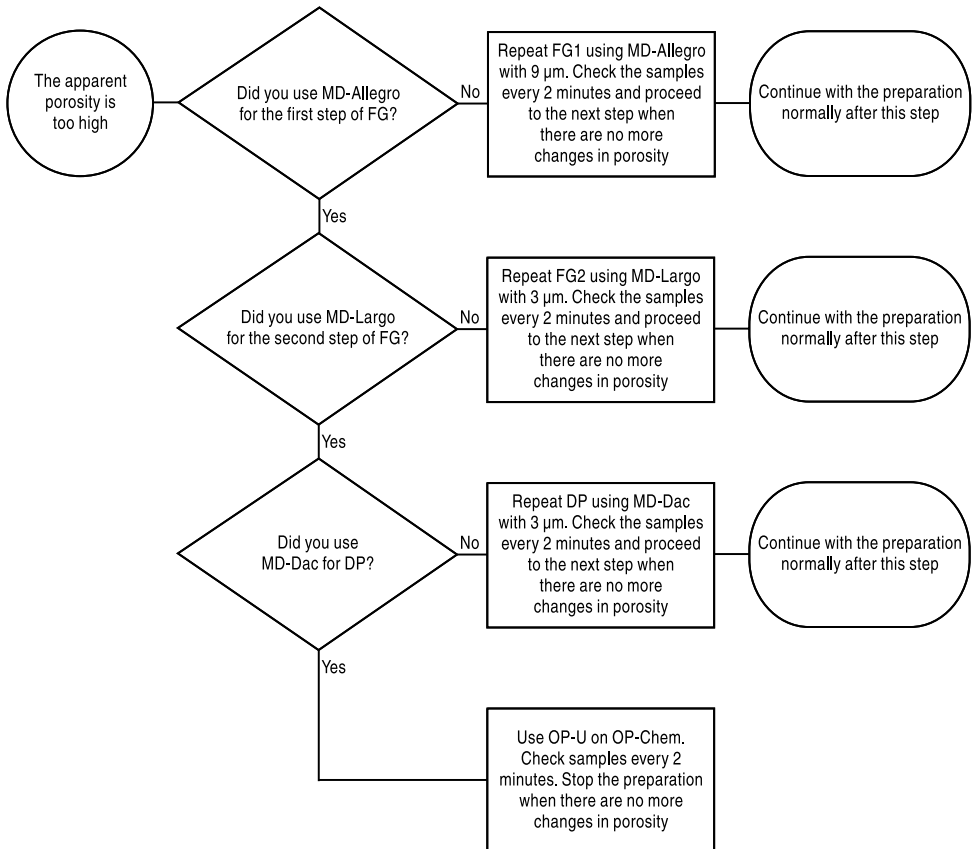 The apparent
porosity is
too high
Did you use MD-Allegro
for the first step of FG?
No
Repeat FG1 using MD-Allegro
with 9 µm. Check the samples
every 2 minutes and proceed
to the next step when
there are no more
changes in porosity
Continue with the preparation
normally after this step
Yes
Did you use MD-Largo
for the second step of FG?
No
Repeat FG2 using MD-Largo
with 3 µm. Check the samples
every 2 minutes and proceed
to the next step when
there are no more
changes in porosity
Continue with the preparation
normally after this step
Yes
Did you use
MD-Dac for DP?
No
Repeat DP using MD-Dac
with 3 µm. Check the samples
every 2 minutes and proceed
to the next step when
there are no more
changes in porosity
Continue with the preparation
normally after this step
Yes
Use OP-U on OP-Chem.
Check samples every 2
minutes. Stop the preparation
when there are no more
changes in porosity